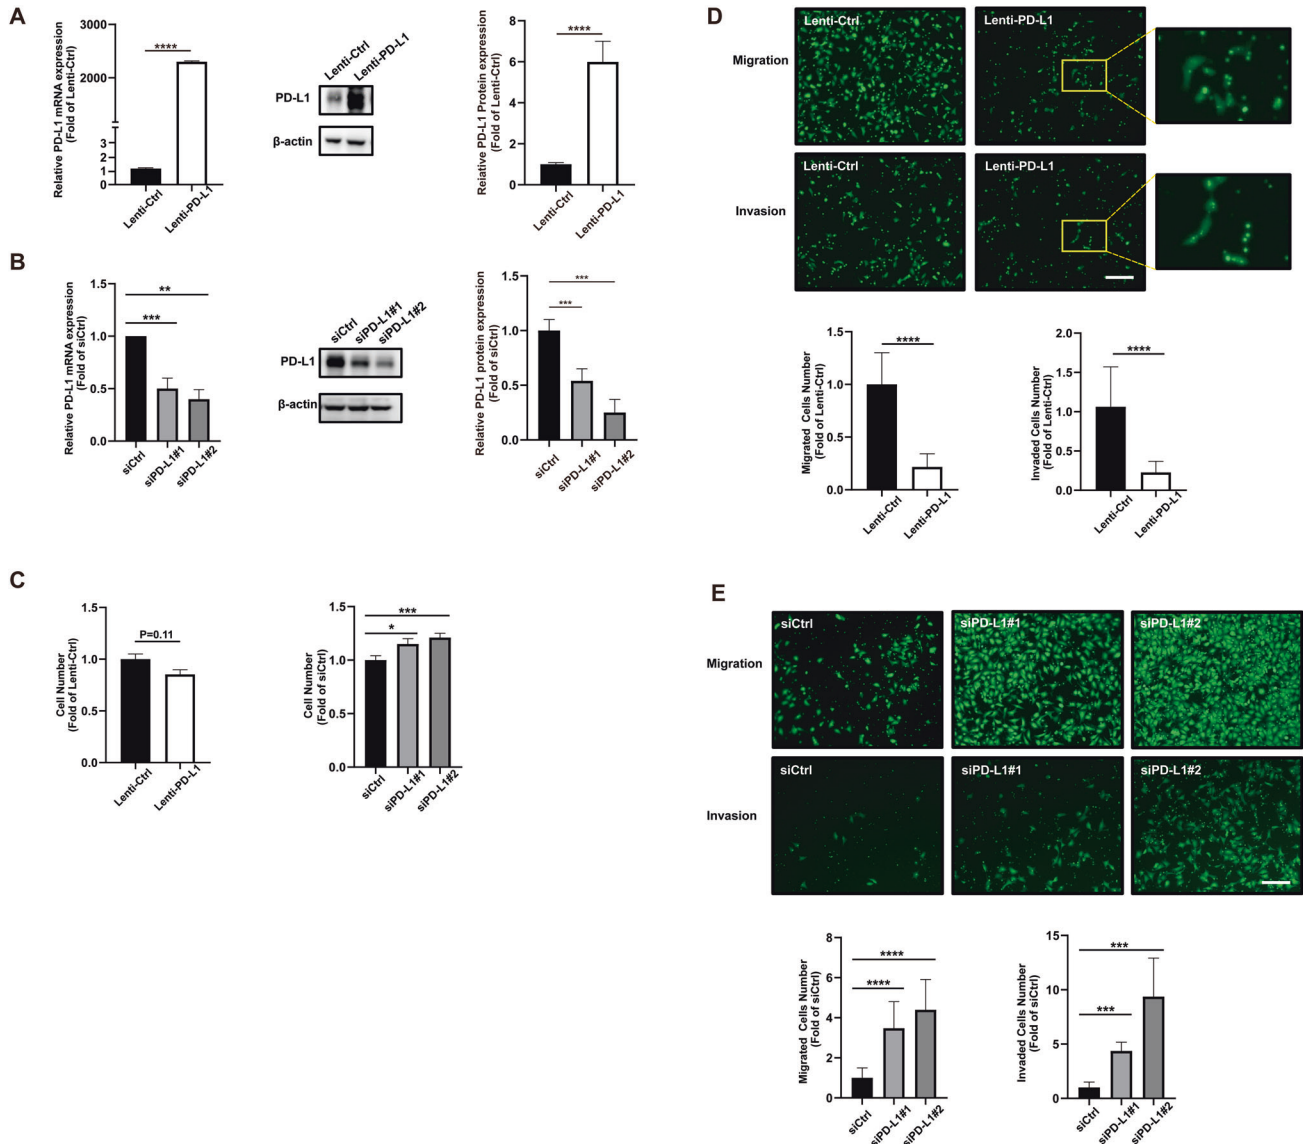 A
Relative PD-L1 mRNA expression
(Fold of Lenti-Ctrl)
3000
2000
3
2
1
0
****
Lenti-Ctrl
Lenti-PD-L1
Lenti-Ctrl
Lenti-PD-L1
PD-L1
β-actin
Relative PD-L1 Protein expression
(Fold of Lenti-Ctrl)
8
6
4
2
0
****
Lenti-Ctrl
Lenti-PD-L1
B
Relative PD-L1 mRNA expression
(Fold of siCtrl)
1.5
1.0
0.5
0.0
**
***
siCtrl
siPD-L1#1
siPD-L1#2
siCtrl
siPD-L1#1
siPD-L1#2
PD-L1
β-actin
Relative PD-L1 protein expression
(Fold of siCtrl)
1.5
1.0
0.5
0.0
***
***
siCtrl
siPD-L1#1
siPD-L1#2
C
Cell Number
(Fold of Lenti-Ctrl)
1.5
1.0
0.5
0.0
P=0.11
Lenti-Ctrl
Lenti-PD-L1
Cell Number
(Fold of siCtrl)
1.5
1.0
0.5
0.0
***
*
siCtrl
siPD-L1#1
siPD-L1#2
D
Migration
Lenti-Ctrl
Lenti-PD-L1
Invasion
Lenti-Ctrl
Lenti-PD-L1
Migrated Cells Number
(Fold of Lenti-Ctrl)
1.5
1.0
0.5
0.0
****
Lenti-Ctrl
Lenti-PD-L1
Invaded Cells Number
(Fold of Lenti-Ctrl)
2.0
1.5
1.0
0.5
0.0
****
Lenti-Ctrl
Lenti-PD-L1
E
Migration
siCtrl
siPD-L1#1
siPD-L1#2
Invasion
siCtrl
siPD-L1#1
siPD-L1#2
Migrated Cells Number
(Fold of siCtrl)
8
6
4
2
0
****
****
siCtrl
siPD-L1#1
siPD-L1#2
Invaded Cells Number
(Fold of siCtrl)
15
10
5
0
***
***
siCtrl
siPD-L1#1
siPD-L1#2